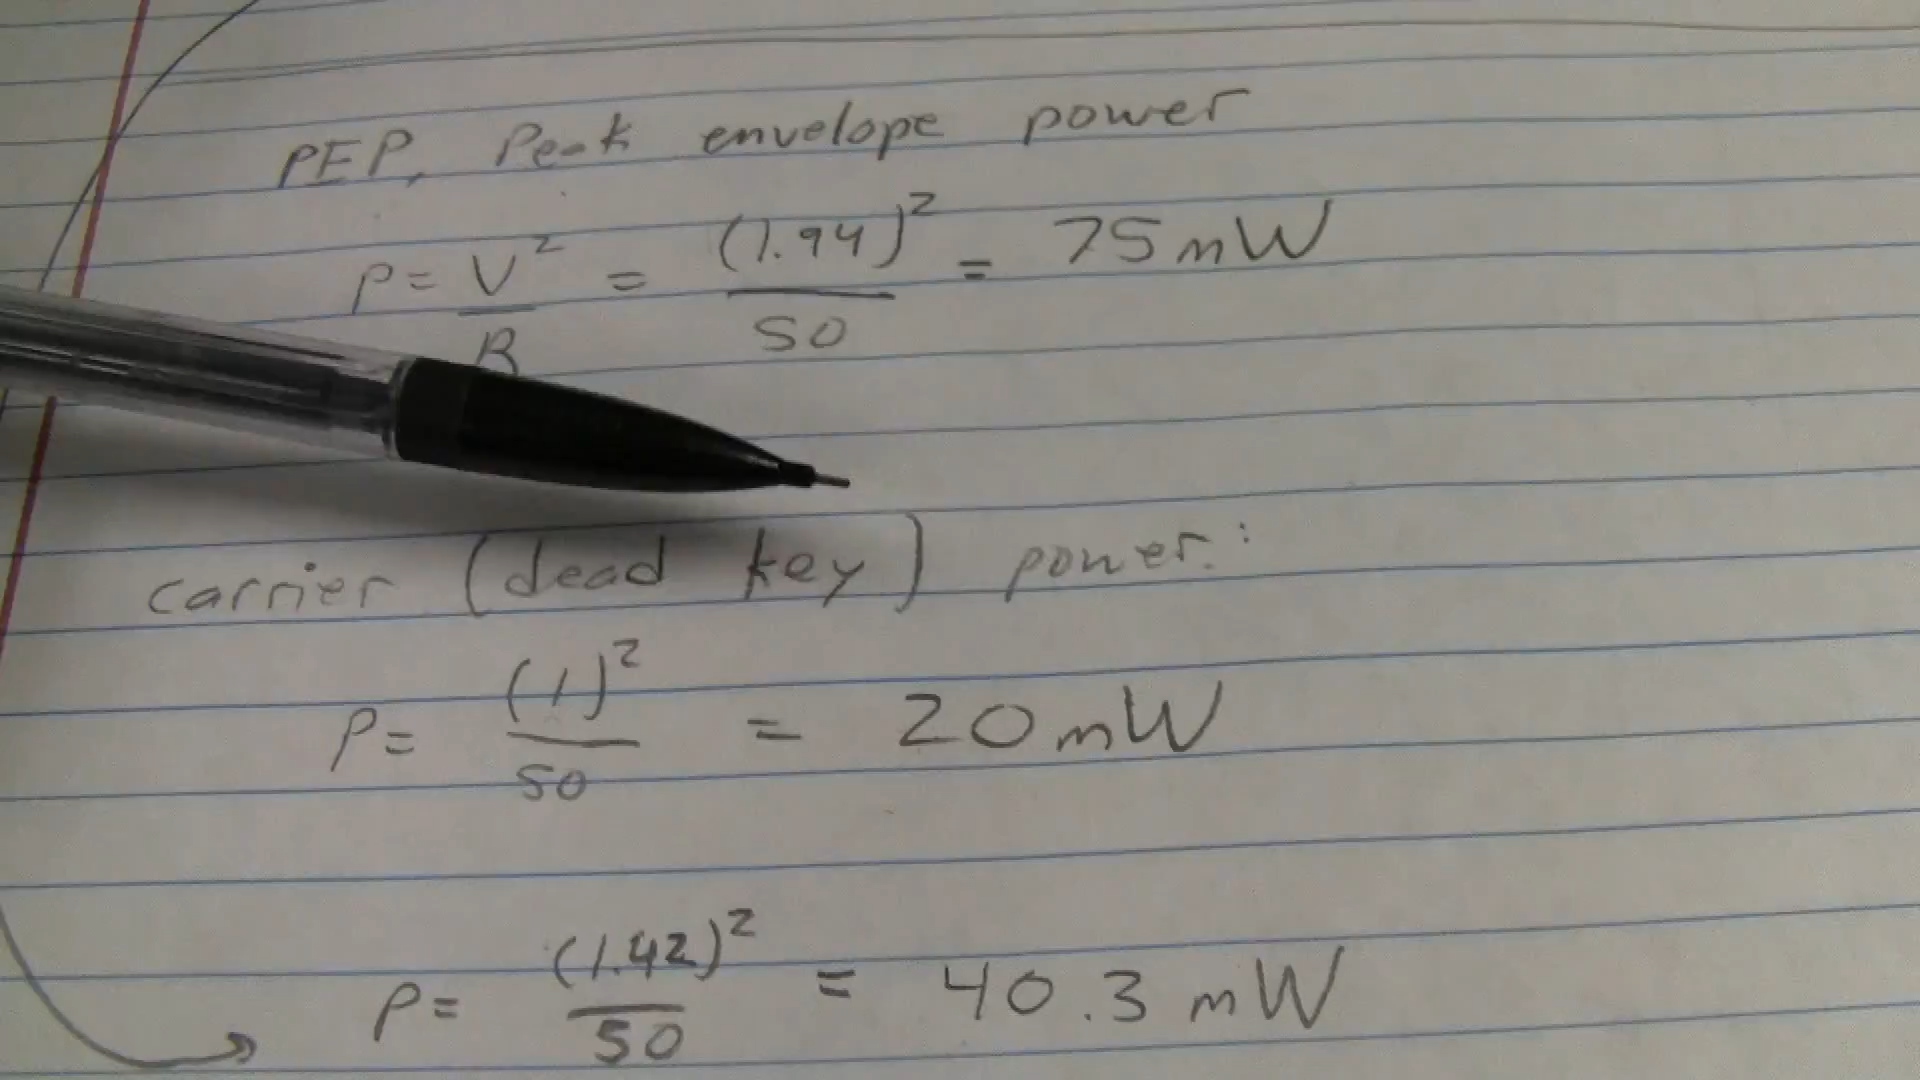 PEP, Peak envelope power
P = V² / R = (1.94)² / 50 = 75 mW
carrier (dead key) power:
P = (1)² / 50 = 20 mW
P = (1.42)² / 50 = 40.3 mW